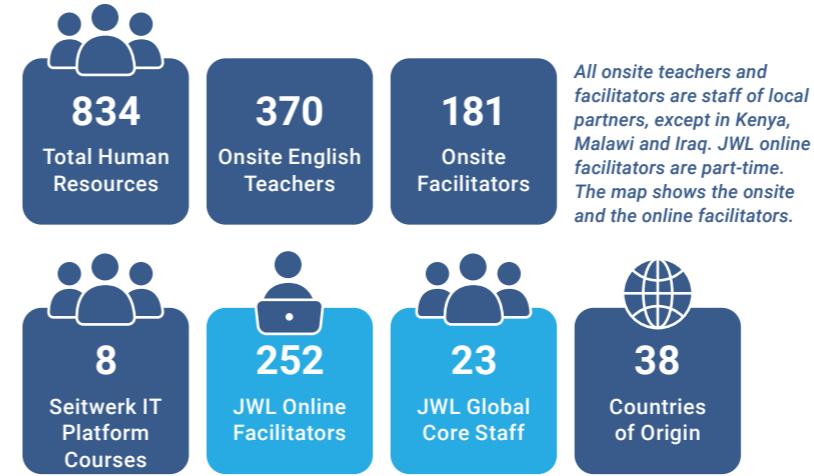 834
Total Human
Resources
370
Onsite English
Teachers
181
Onsite
Facilitators
All onsite teachers and
facilitators are staff of local
partners, except in Kenya,
Malawi and Iraq. JWL online
facilitators are part-time.
The map shows the onsite
and the online facilitators.
8
Seitwerk IT
Platform
Courses
252
JWL Online
Facilitators
23
JWL Global
Core Staff
38
Countries
of Origin